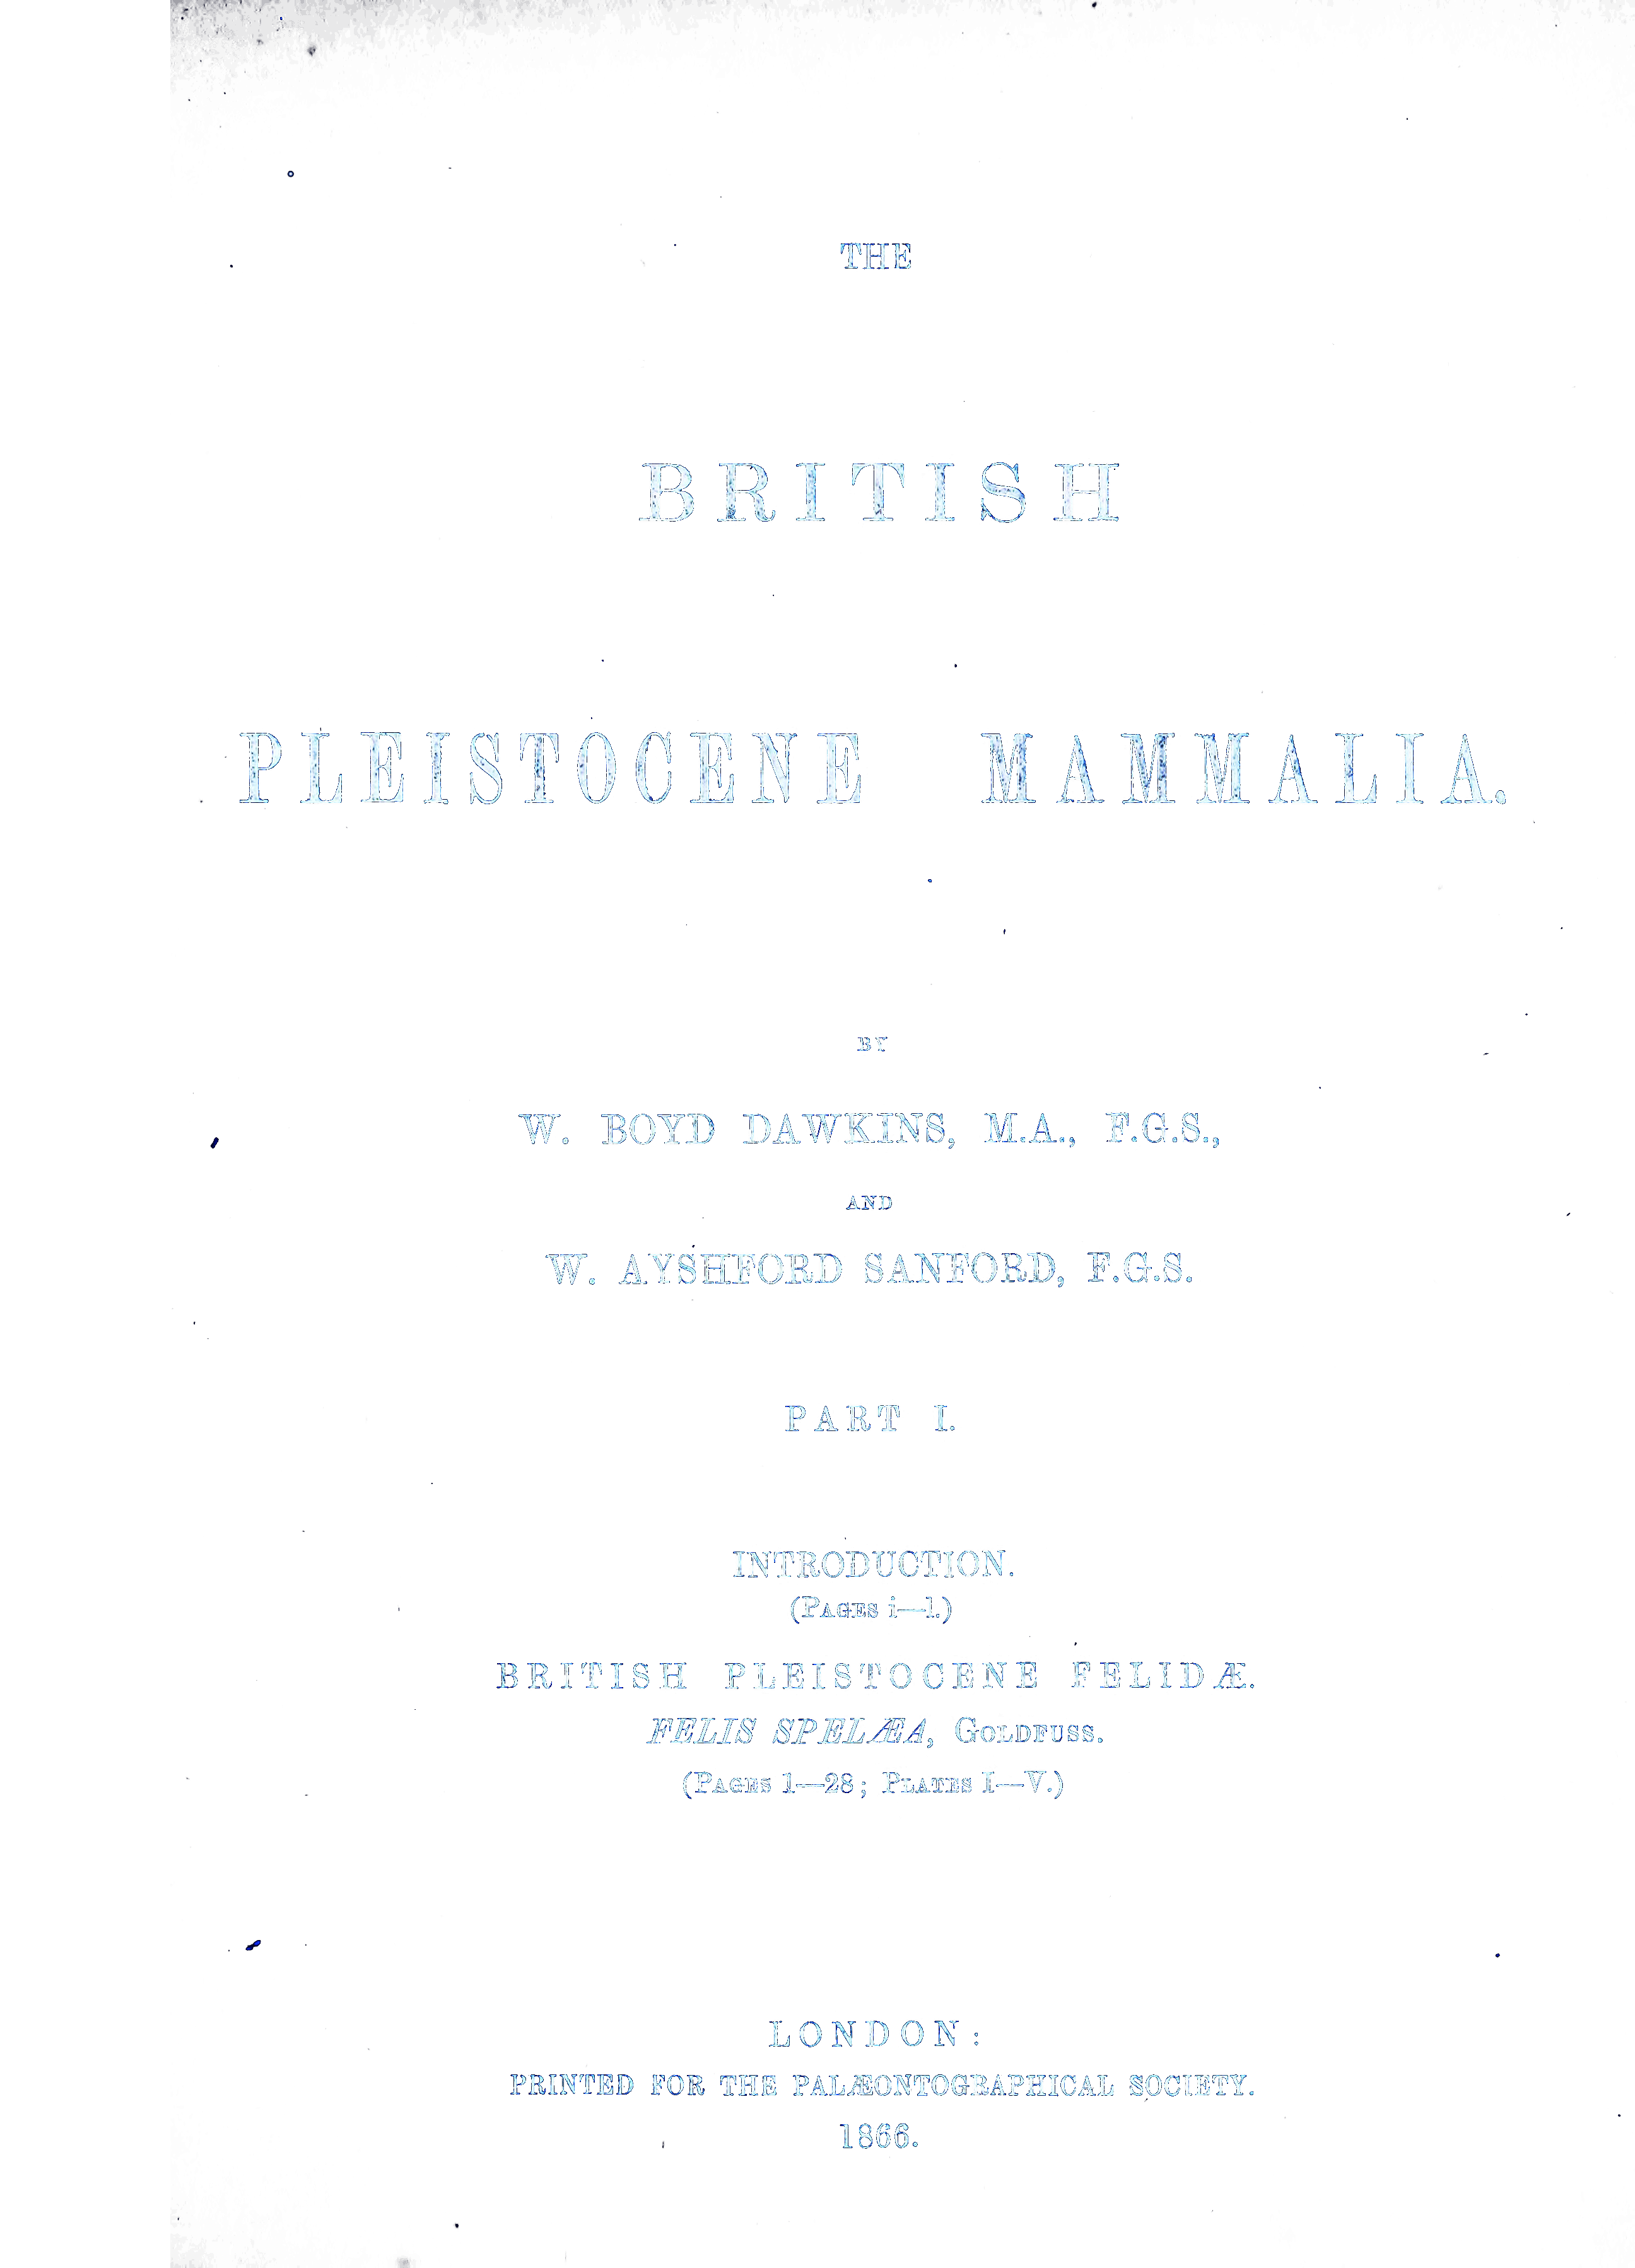 THE
BRITISH
PLEISTOCENE MAMMALIA.
BY
W. BOYD DAWKINS, M.A., F.G.S.,
AND
W. AYSHFORD SANFORD, F.G.S.
PART I.
INTRODUCTION.
(PAGES i—l.)
BRITISH PLEISTOCENE FELIDÆ.
FELIS SPELÆA, GOLDFUSS.
(PAGES 1—28; PLATES I—V.)
LONDON:
PRINTED FOR THE PALÆONTOGRAPHICAL SOCIETY.
1866.